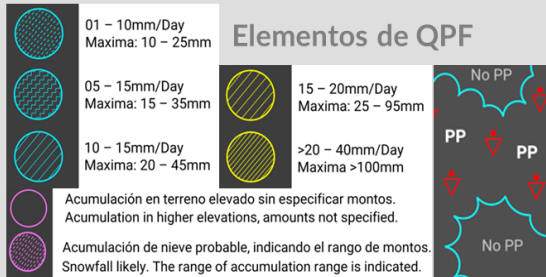 Elementos de QPF
01 – 10mm/Day
Maxima: 10 – 25mm
05 – 15mm/Day
Maxima: 15 – 35mm
10 – 15mm/Day
Maxima: 20 – 45mm
15 – 20mm/Day
Maxima: 25 – 95mm
>20 – 40mm/Day
Maxima >100mm
Acumulación en terreno elevado sin especificar montos.
Acumulation in higher elevations, amounts not specified.
Acumulación de nieve probable, indicando el rango de montos.
Snowfall likely. The range of accumulation range is indicated.
No PP
PP
PP
No PP